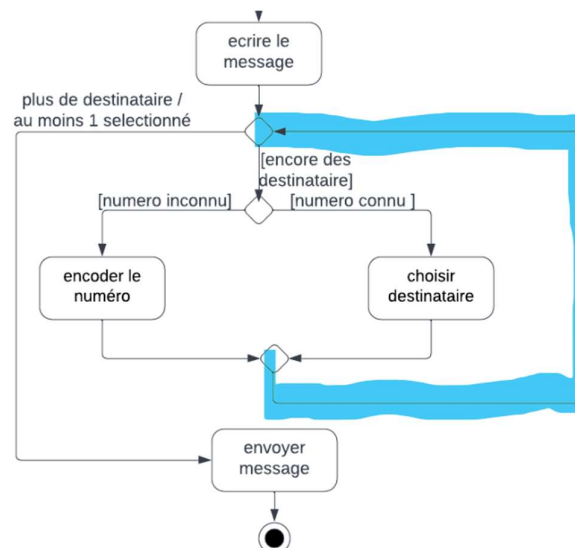 ecrire le
message
plus de destinataire /
au moins 1 selectionné
[encore des
destinataire]
[numero inconnu]
[numero connu ]
encoder le
numéro
choisir
destinataire
envoyer
message